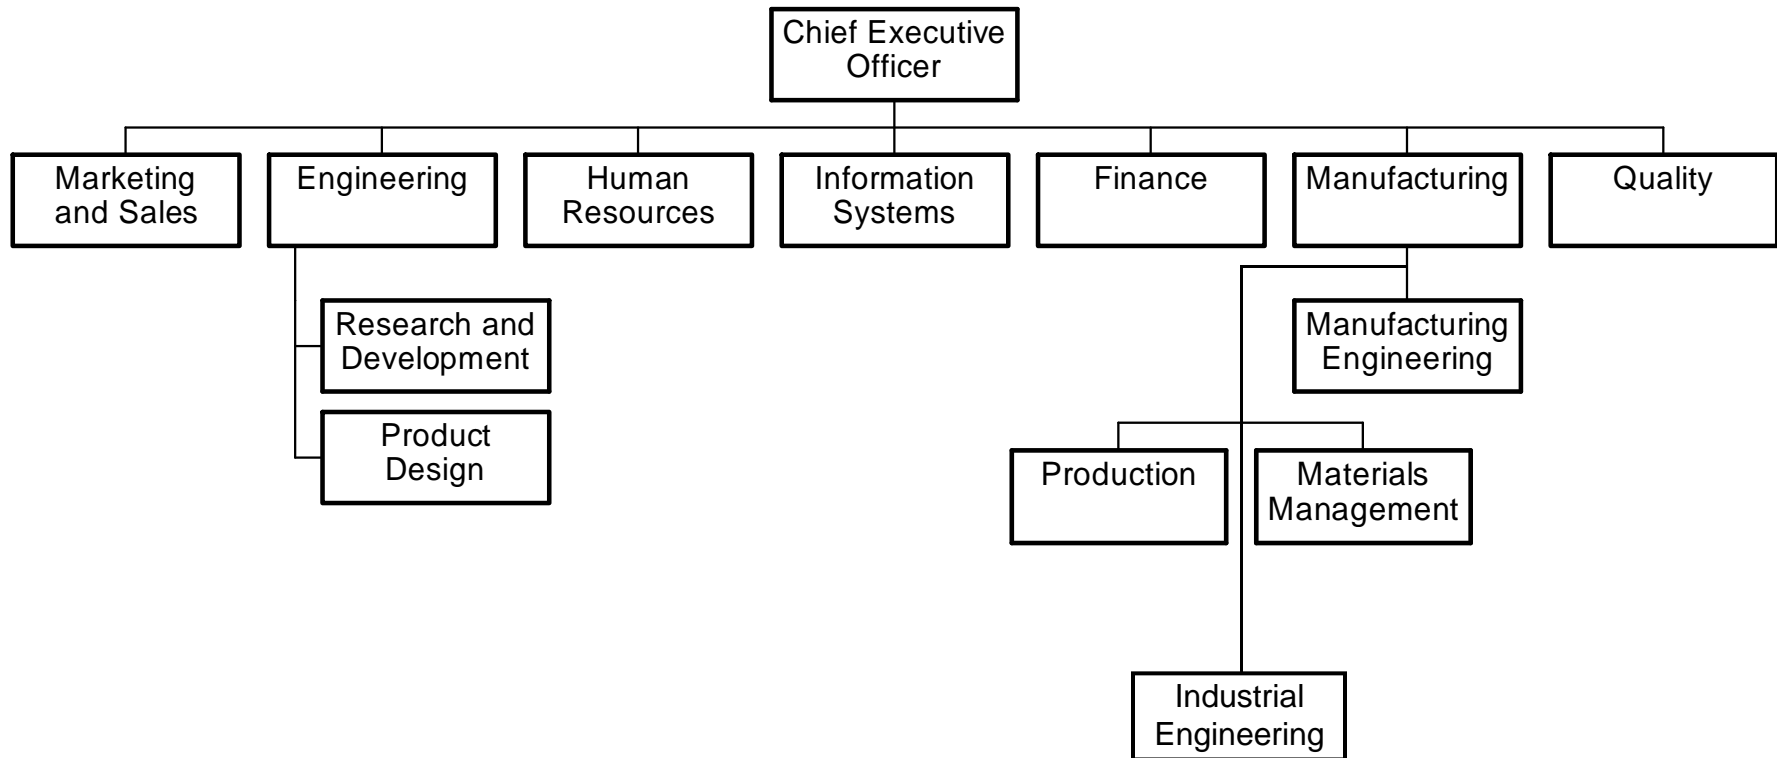 Chief Executive
Officer
Marketing
and Sales
Engineering
Human
Resources
Information
Systems
Finance
Manufacturing
Quality
Research and
Development
Manufacturing
Engineering
Product
Design
Production
Materials
Management
Industrial
Engineering